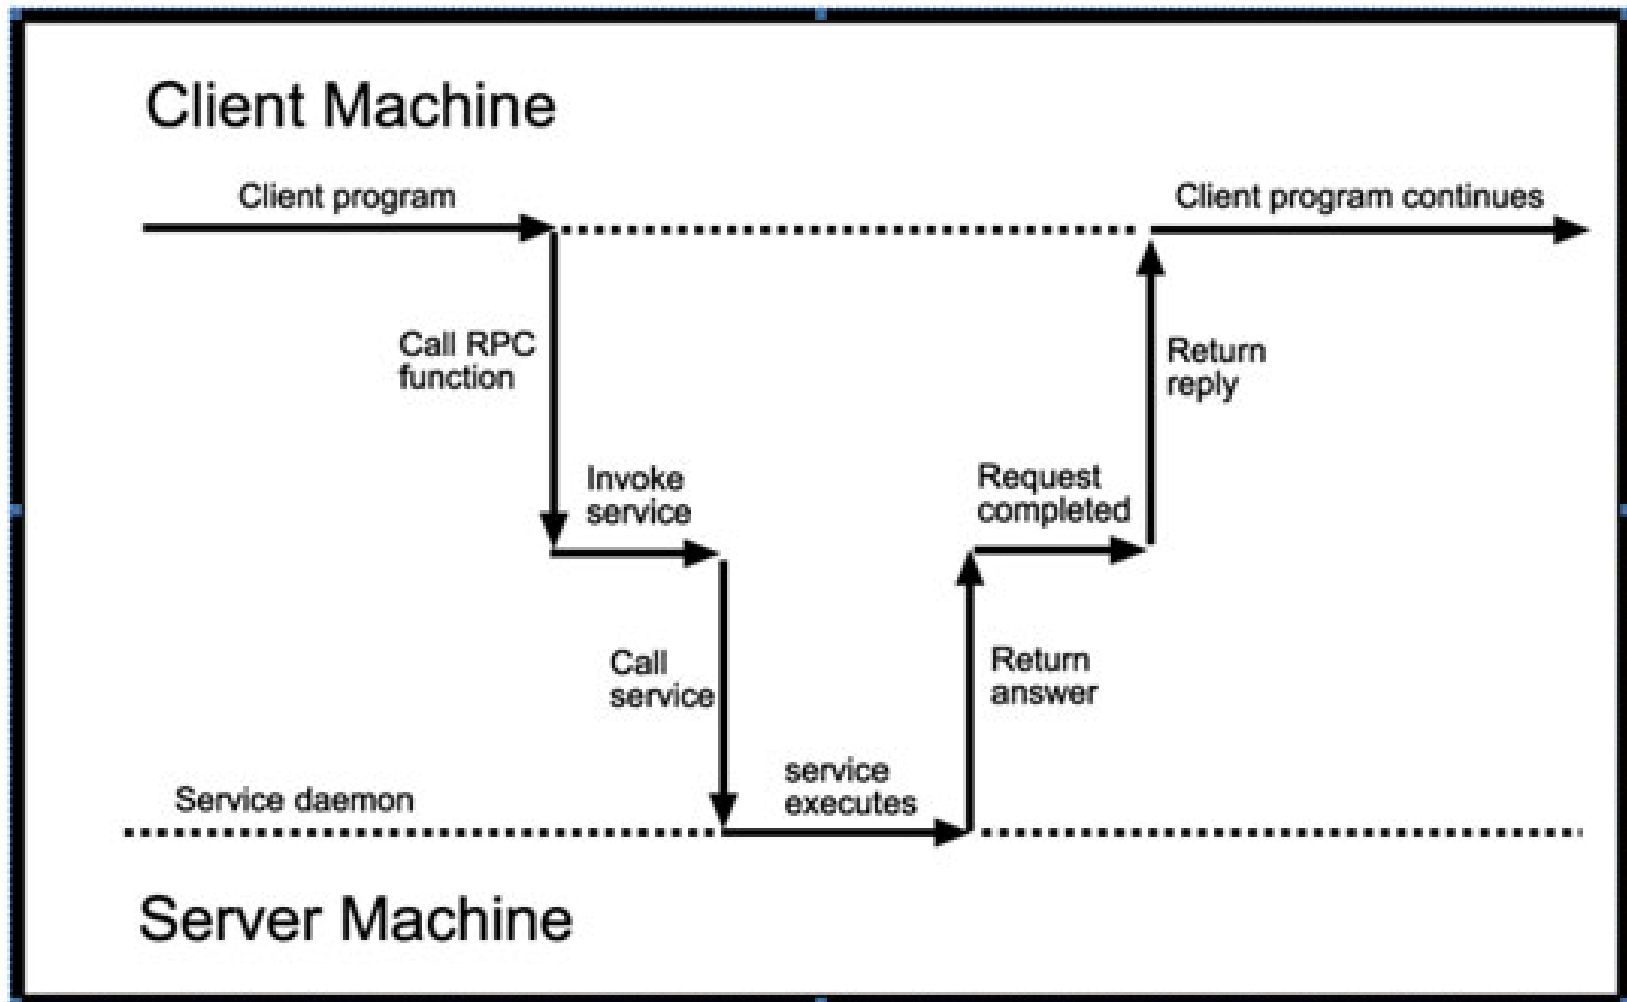 Client Machine
Client program
Client program continues
Call RPC
function
Return
reply
Invoke
service
Request
completed
Call
service
Return
answer
service
executes
Service daemon
Server Machine